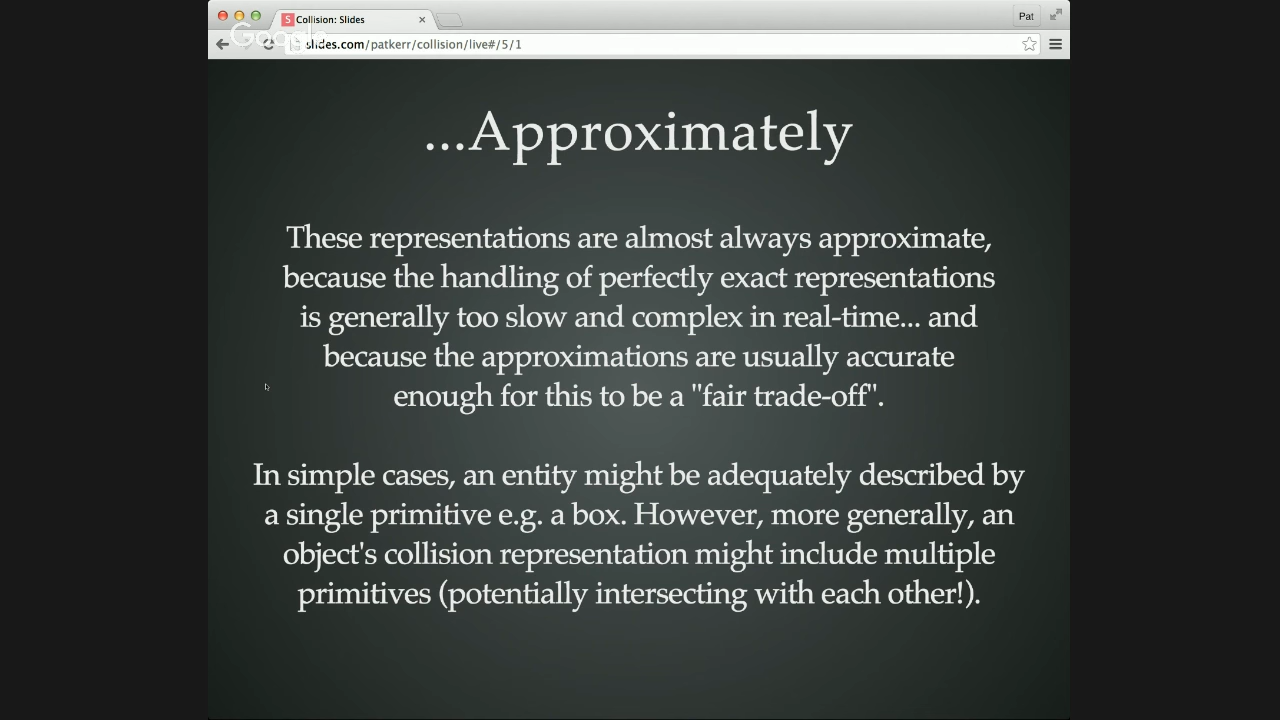 Collision: Slides
Pat
Google
slides.com/patkerr/collision/live#/5/1
...Approximately
These representations are almost always approximate,
because the handling of perfectly exact representations
is generally too slow and complex in real-time... and
because the approximations are usually accurate
enough for this to be a "fair trade-off".
In simple cases, an entity might be adequately described by
a single primitive e.g. a box. However, more generally, an
object's collision representation might include multiple
primitives (potentially intersecting with each other!).